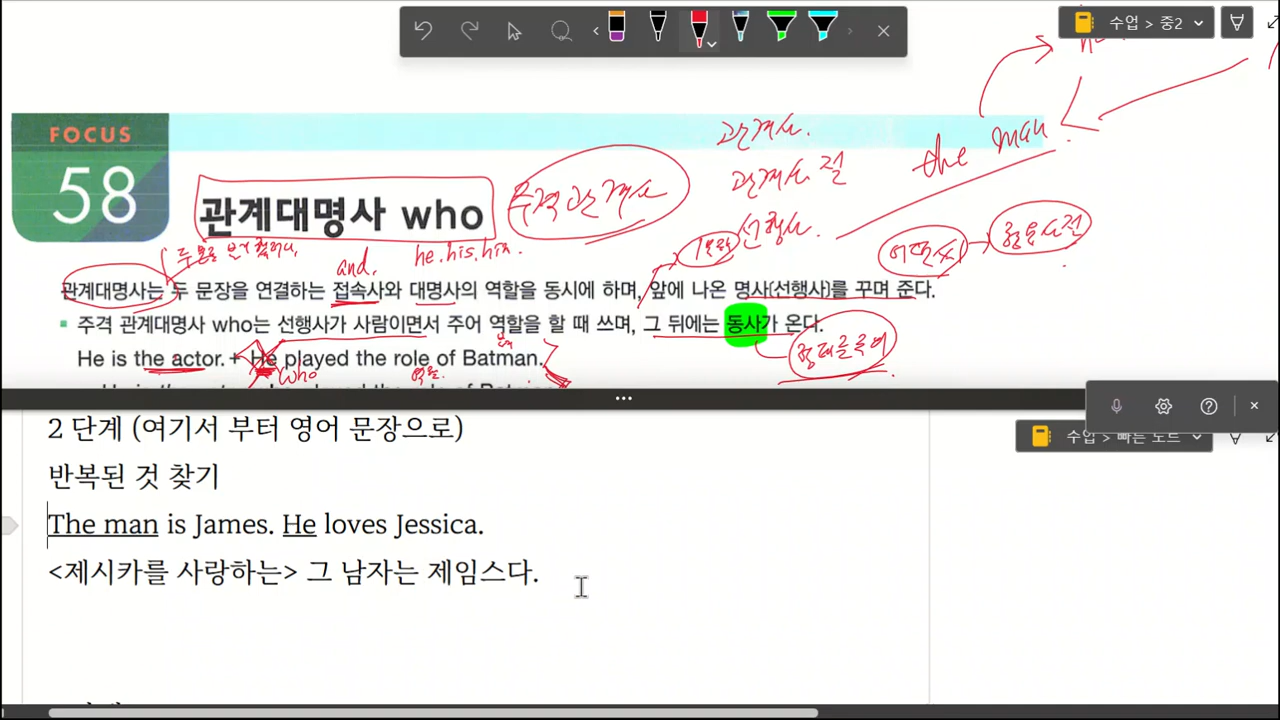 수업 > 중2
FOCUS
58
관계대명사 who
주격 관계사
관계사.
관계사 절
선행사.
the man
and.
he. his. him.
형용사절
관계대명사는 두 문장을 연결하는 접속사와 대명사의 역할을 동시에 하며, 앞에 나온 명사(선행사)를 꾸며 준다.
주격 관계대명사 who는 선행사가 사람이면서 주어 역할을 할 때 쓰며, 그 뒤에는 동사가 온다.
He is the actor. + He played the role of Batman.
who
역할.
2 단계 (여기서 부터 영어 문장으로)
수업 > 빠른 노트
반복된 것 찾기
The man is James. He loves Jessica.
<제시카를 사랑하는> 그 남자는 제임스다.